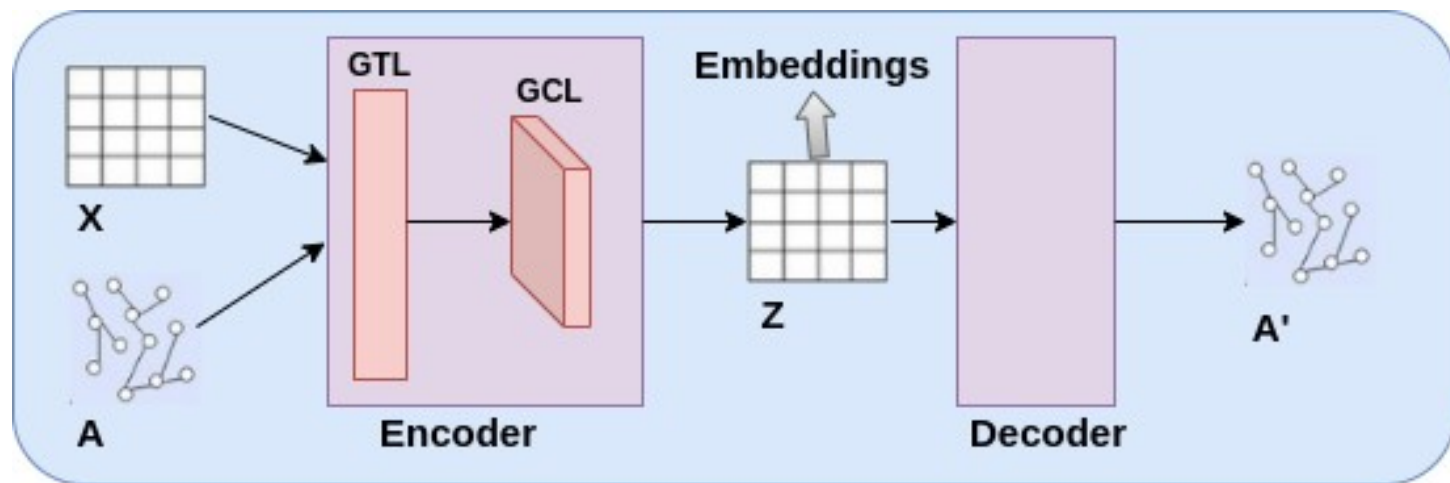 GTL
GCL
Embeddings
X
Z
A
A'
Encoder
Decoder